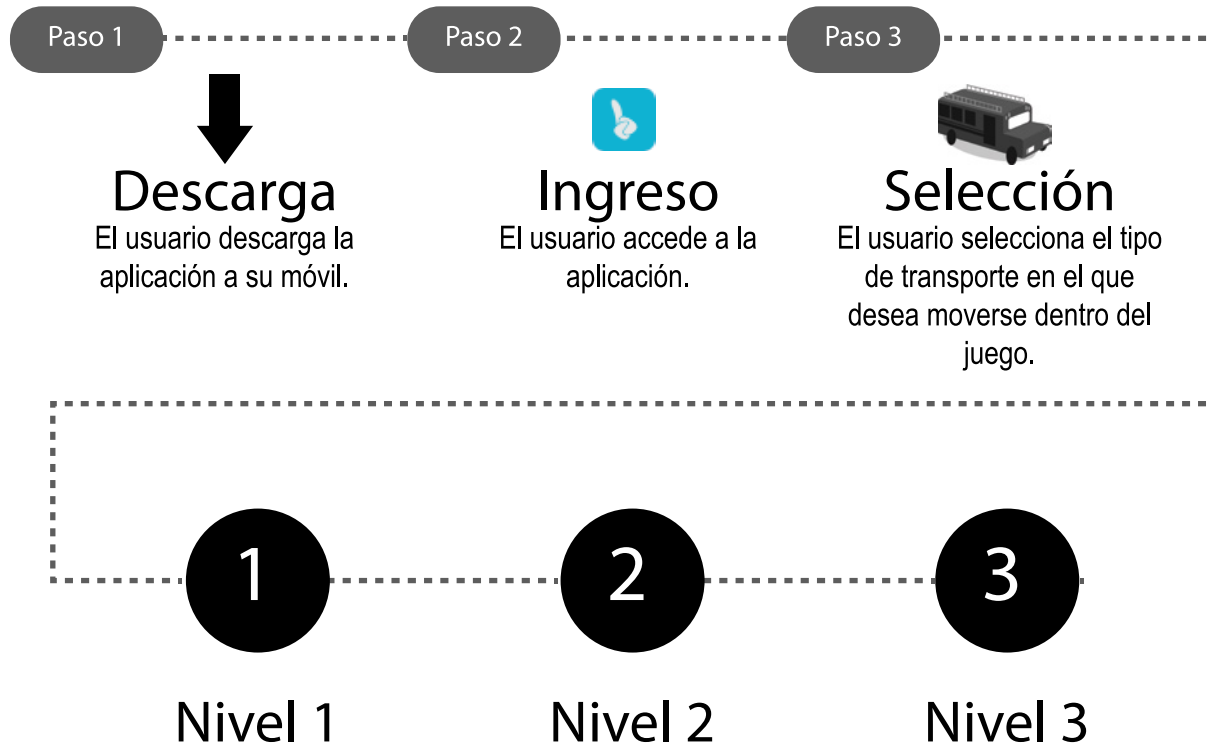 Paso 1
Paso 2
Paso 3
Descarga
El usuario descarga la
aplicación a su móvil.
Ingreso
El usuario accede a la
aplicación.
Selección
El usuario selecciona el tipo
de transporte en el que
desea moverse dentro del
juego.
1
2
3
Nivel 1
Nivel 2
Nivel 3